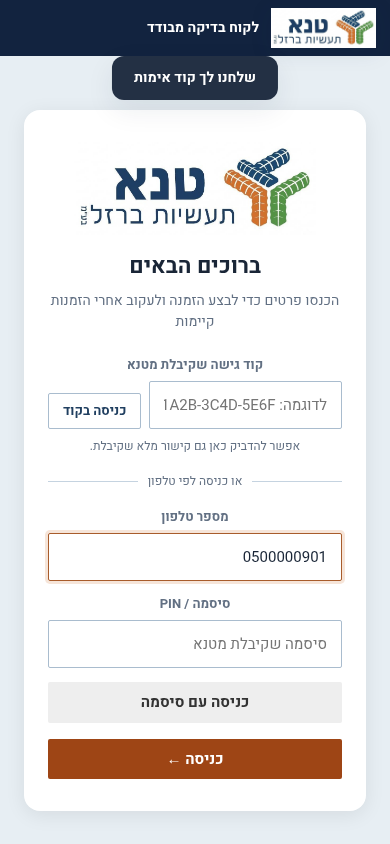 טנא
תעשיות ברזל בע"מ
לקוח בדיקה מבודד
שלחנו לך קוד אימות
טנא
תעשיות ברזל בע"מ
ברוכים הבאים
הכנסו פרטים כדי לבצע הזמנה ולעקוב אחרי הזמנות
קיימות
קוד גישה שקיבלת מטנא
לדוגמה: 1A2B-3C4D-5E6F
כניסה בקוד
אפשר להדביק כאן גם קישור מלא שקיבלת.
או כניסה לפי טלפון
מספר טלפון
0500000901
סיסמה / PIN
סיסמה שקיבלת מטנא
כניסה עם סיסמה
כניסה ←